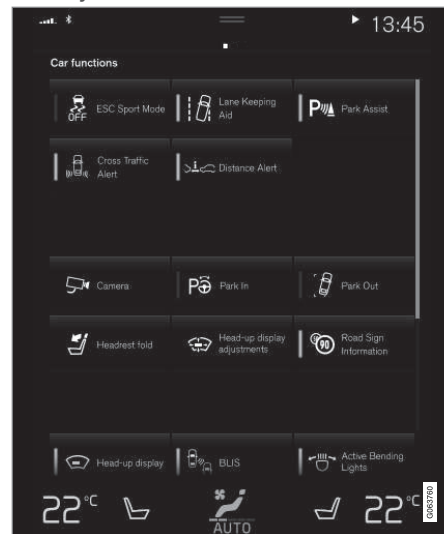 13:45
Car functions
OFF
ESC Sport Mode
Lane Keeping
Aid
P
Park Assist
Cross Traffic
Alert
Distance Alert
Camera
P
Park In
Park Out
Headrest fold
Head-up display
adjustments
90
Road Sign
Information
Head-up display
BLIS
Active Bending
Lights
22°C
AUTO
22°C
G063760